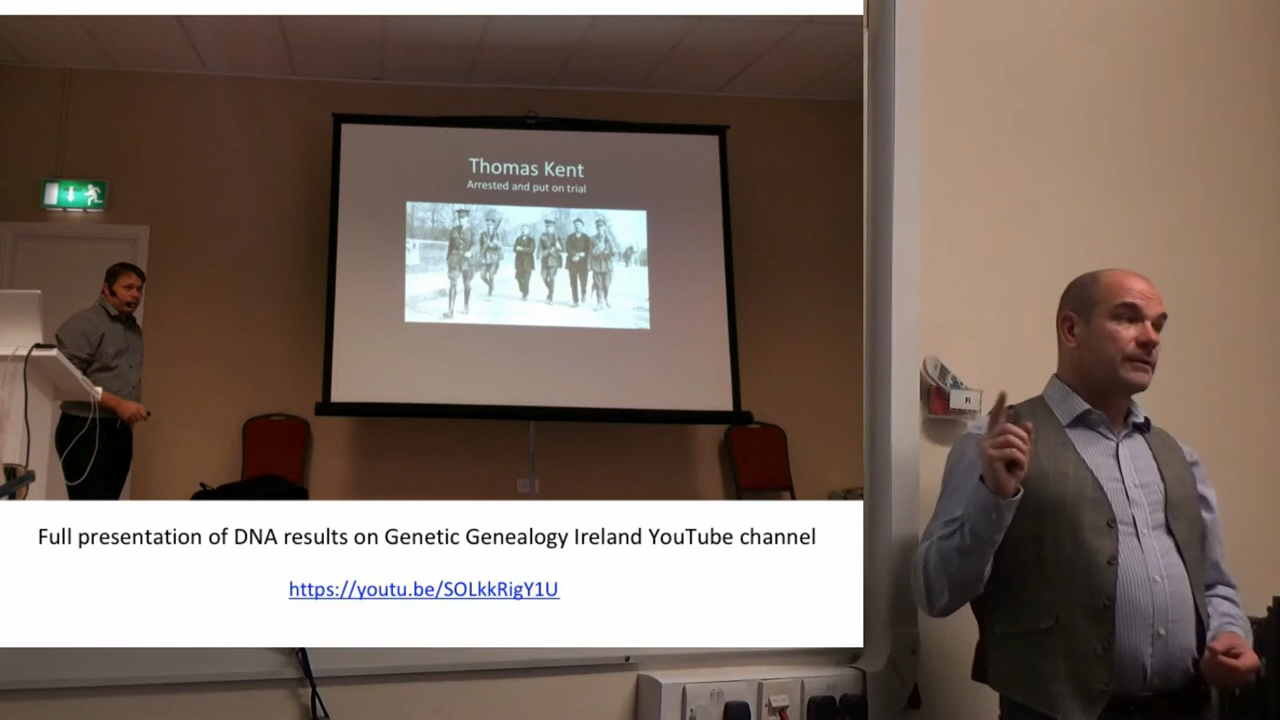 Thomas Kent
Arrested and put on trial
Full presentation of DNA results on Genetic Genealogy Ireland YouTube channel
https://youtu.be/SOLkkRigY1U
FI